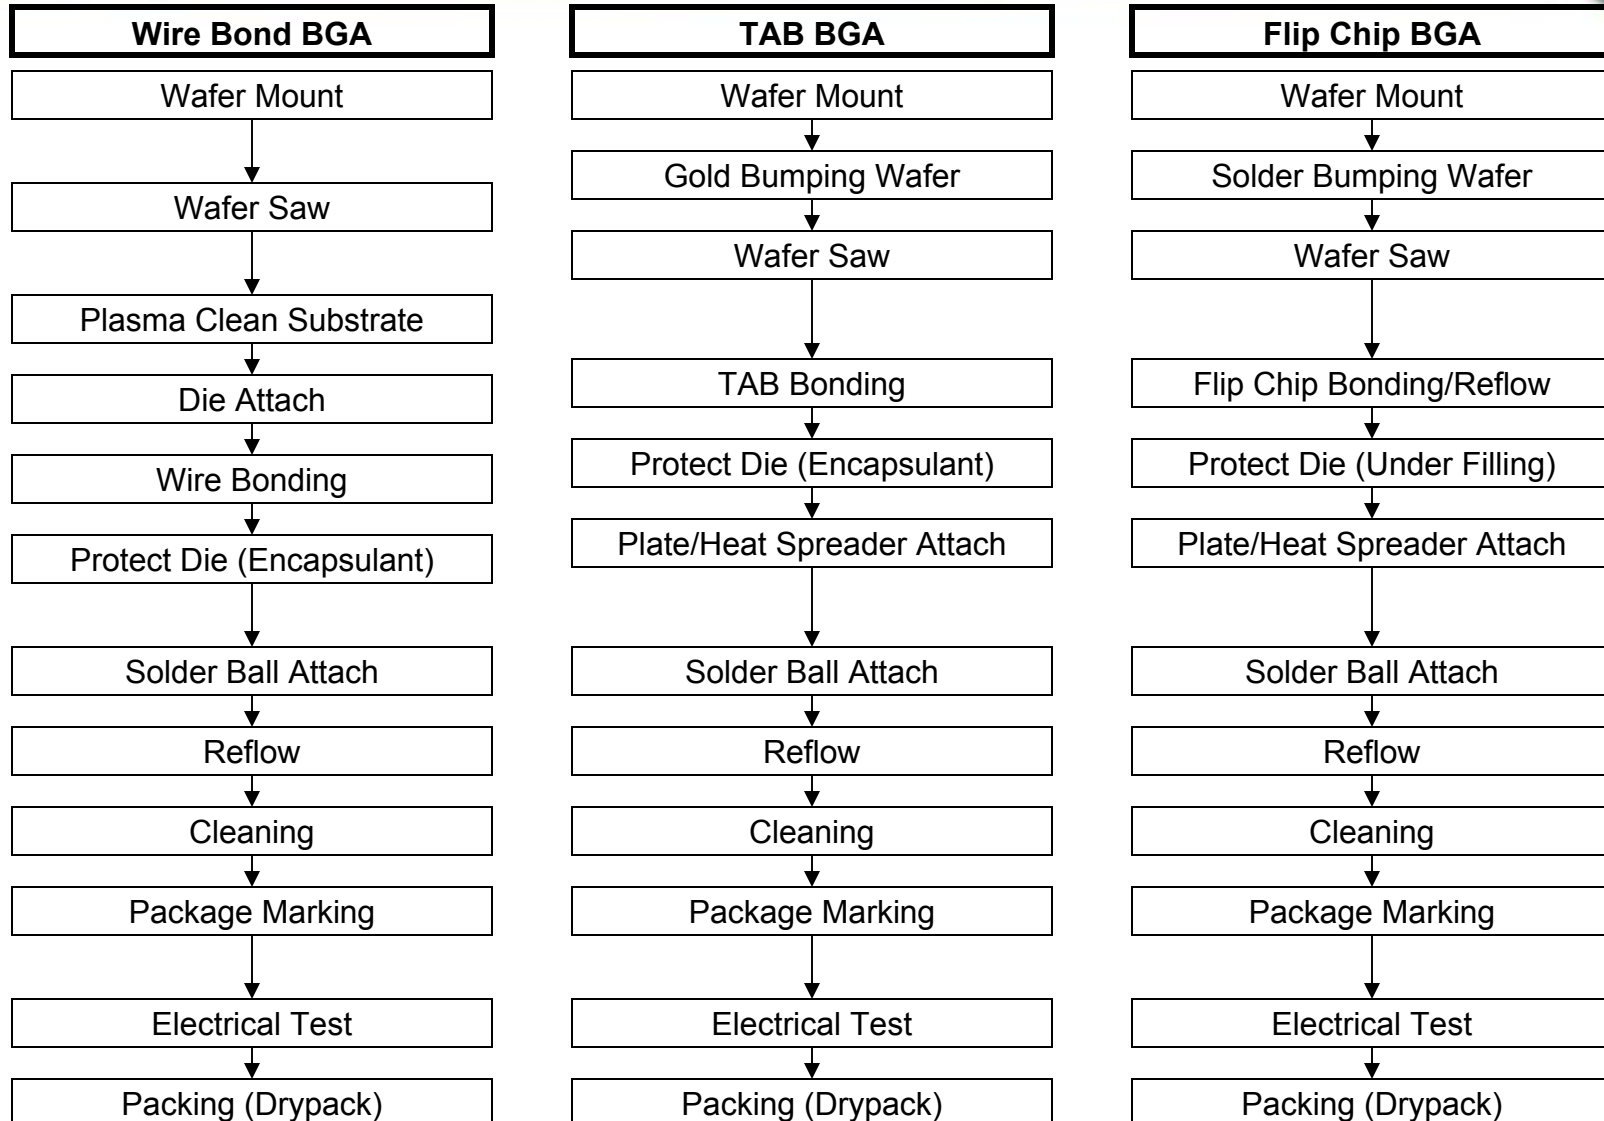 Wire Bond BGA
Wafer Mount
Wafer Saw
Plasma Clean Substrate
Die Attach
Wire Bonding
Protect Die (Encapsulant)
Solder Ball Attach
Reflow
Cleaning
Package Marking
Electrical Test
Packing (Drypack)
TAB BGA
Wafer Mount
Gold Bumping Wafer
Wafer Saw
TAB Bonding
Protect Die (Encapsulant)
Plate/Heat Spreader Attach
Solder Ball Attach
Reflow
Cleaning
Package Marking
Electrical Test
Packing (Drypack)
Flip Chip BGA
Wafer Mount
Solder Bumping Wafer
Wafer Saw
Flip Chip Bonding/Reflow
Protect Die (Under Filling)
Plate/Heat Spreader Attach
Solder Ball Attach
Reflow
Cleaning
Package Marking
Electrical Test
Packing (Drypack)